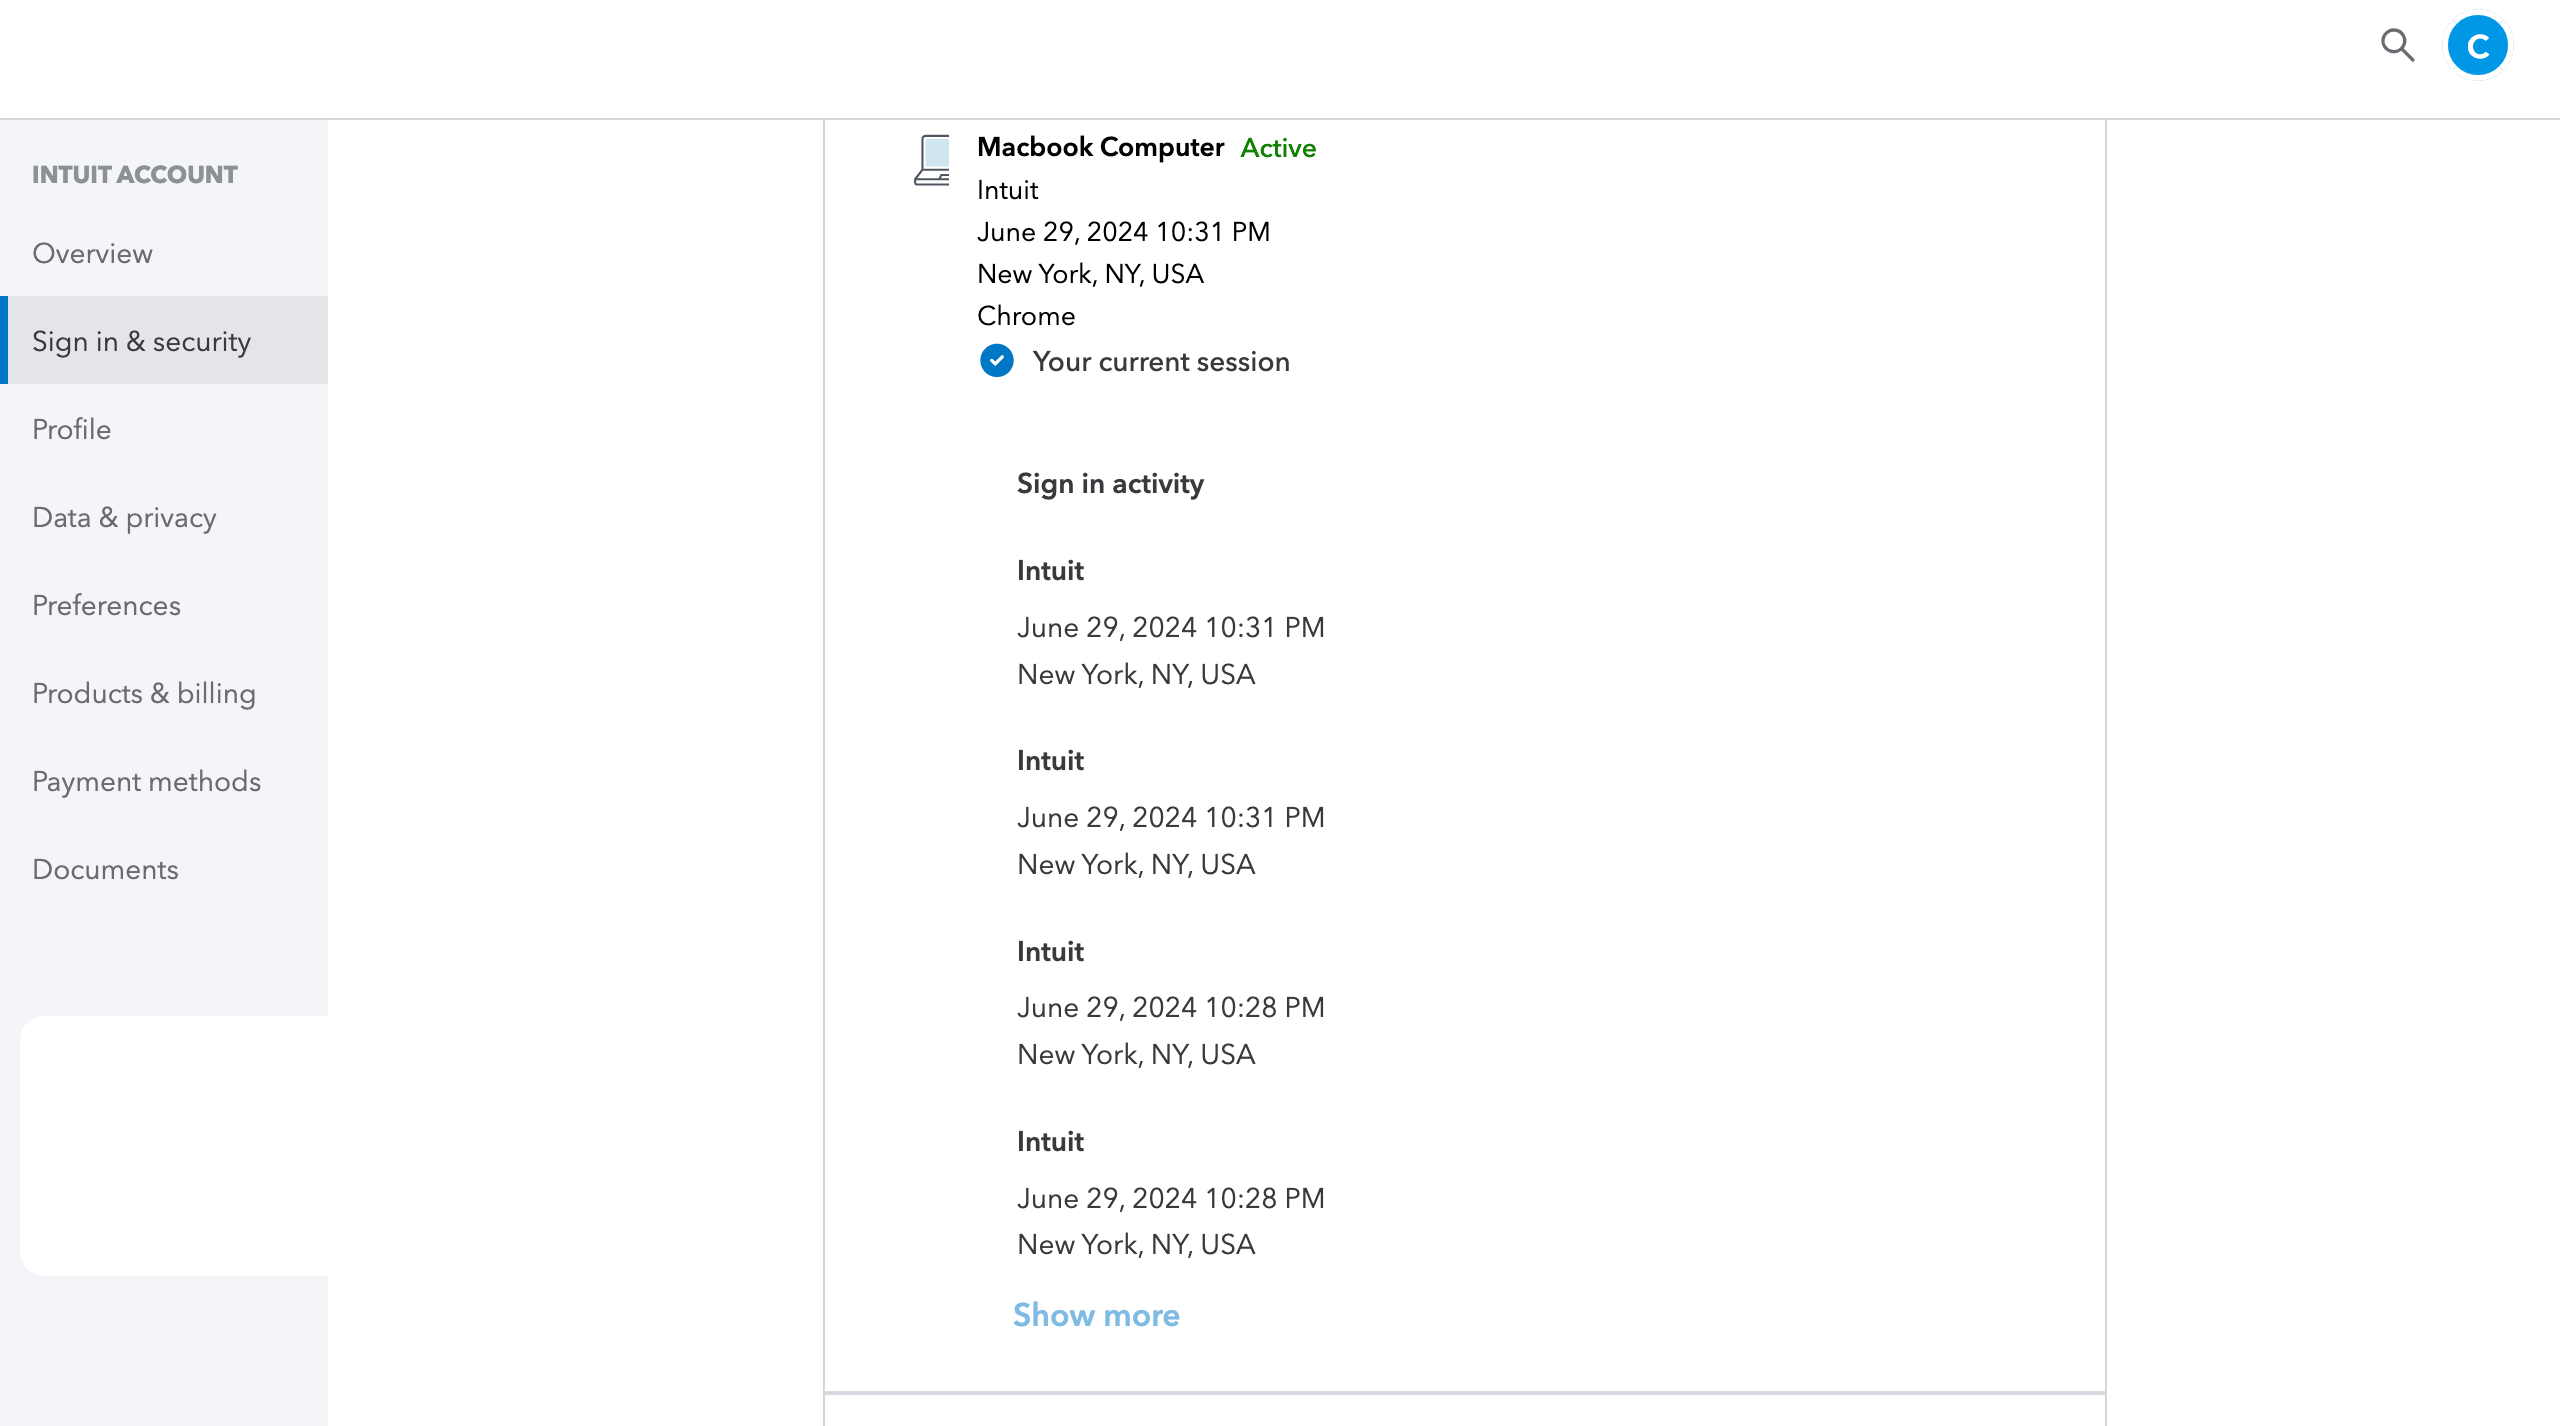 C
INTUIT ACCOUNT
Overview
Sign in & security
Profile
Data & privacy
Preferences
Products & billing
Payment methods
Documents
Macbook Computer Active
Intuit
June 29, 2024 10:31 PM
New York, NY, USA
Chrome
Your current session
Sign in activity
Intuit
June 29, 2024 10:31 PM
New York, NY, USA
Intuit
June 29, 2024 10:31 PM
New York, NY, USA
Intuit
June 29, 2024 10:28 PM
New York, NY, USA
Intuit
June 29, 2024 10:28 PM
New York, NY, USA
Show more